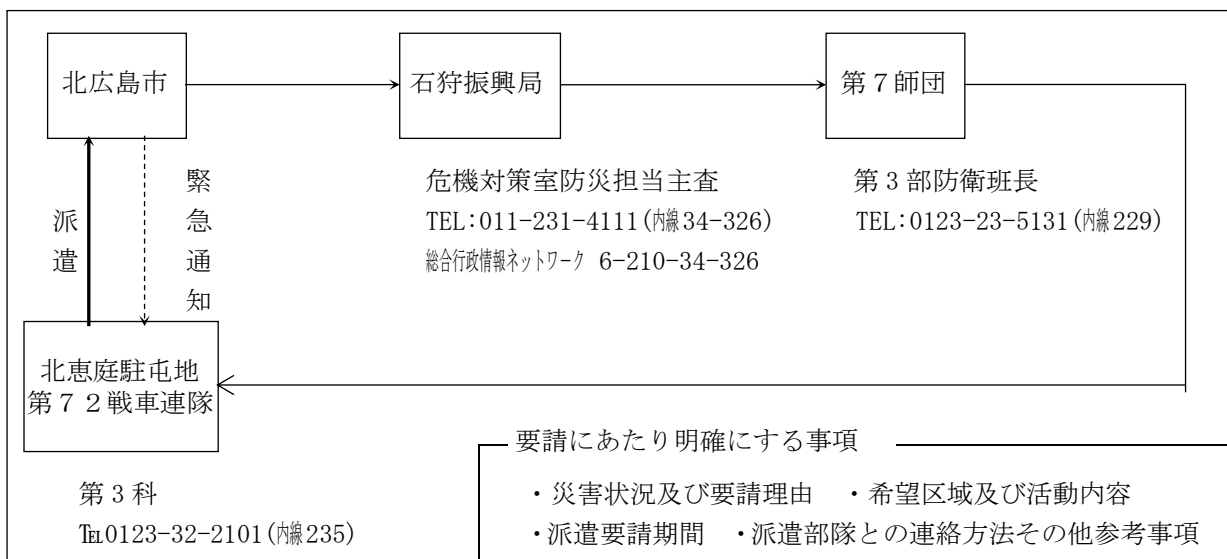 北広島市
石狩振興局
第７師団
派遣
緊急通知
危機対策室防災担当主査
TEL:011-231-4111(内線34-326)
総合行政情報ネットワーク 6-210-34-326
第３部防衛班長
TEL:0123-23-5131(内線229)
北恵庭駐屯地
第７２戦車連隊
第３科
℡0123-32-2101(内線235)
要請にあたり明確にする事項
・災害状況及び要請理由 ・希望区域及び活動内容
・派遣要請期間 ・派遣部隊との連絡方法その他参考事項